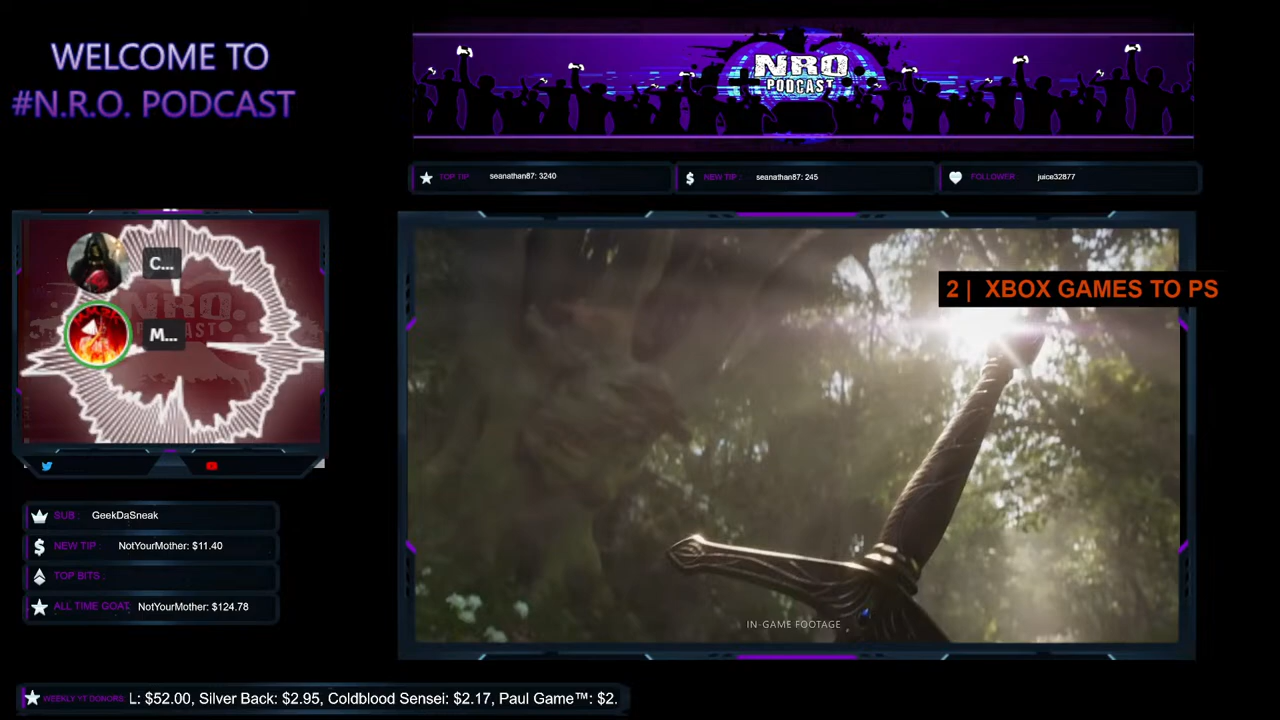 WELCOME TO
#N.R.O. PODCAST
NRO
PODCAST
TOP TIP seanathan87: 3240
NEW TIP : seanathan87: 245
FOLLOWER juice32877
2 | XBOX GAMES TO PS
C...
M...
NRO
SUB : GeekDaSneak
NEW TIP : NotYourMother: $11.40
TOP BITS :
ALL TIME GOAT: NotYourMother: $124.78
IN-GAME FOOTAGE
WEEKLY YT DONORS: L: $52.00, Silver Back: $2.95, Coldblood Sensei: $2.17, Paul Game™: $2.